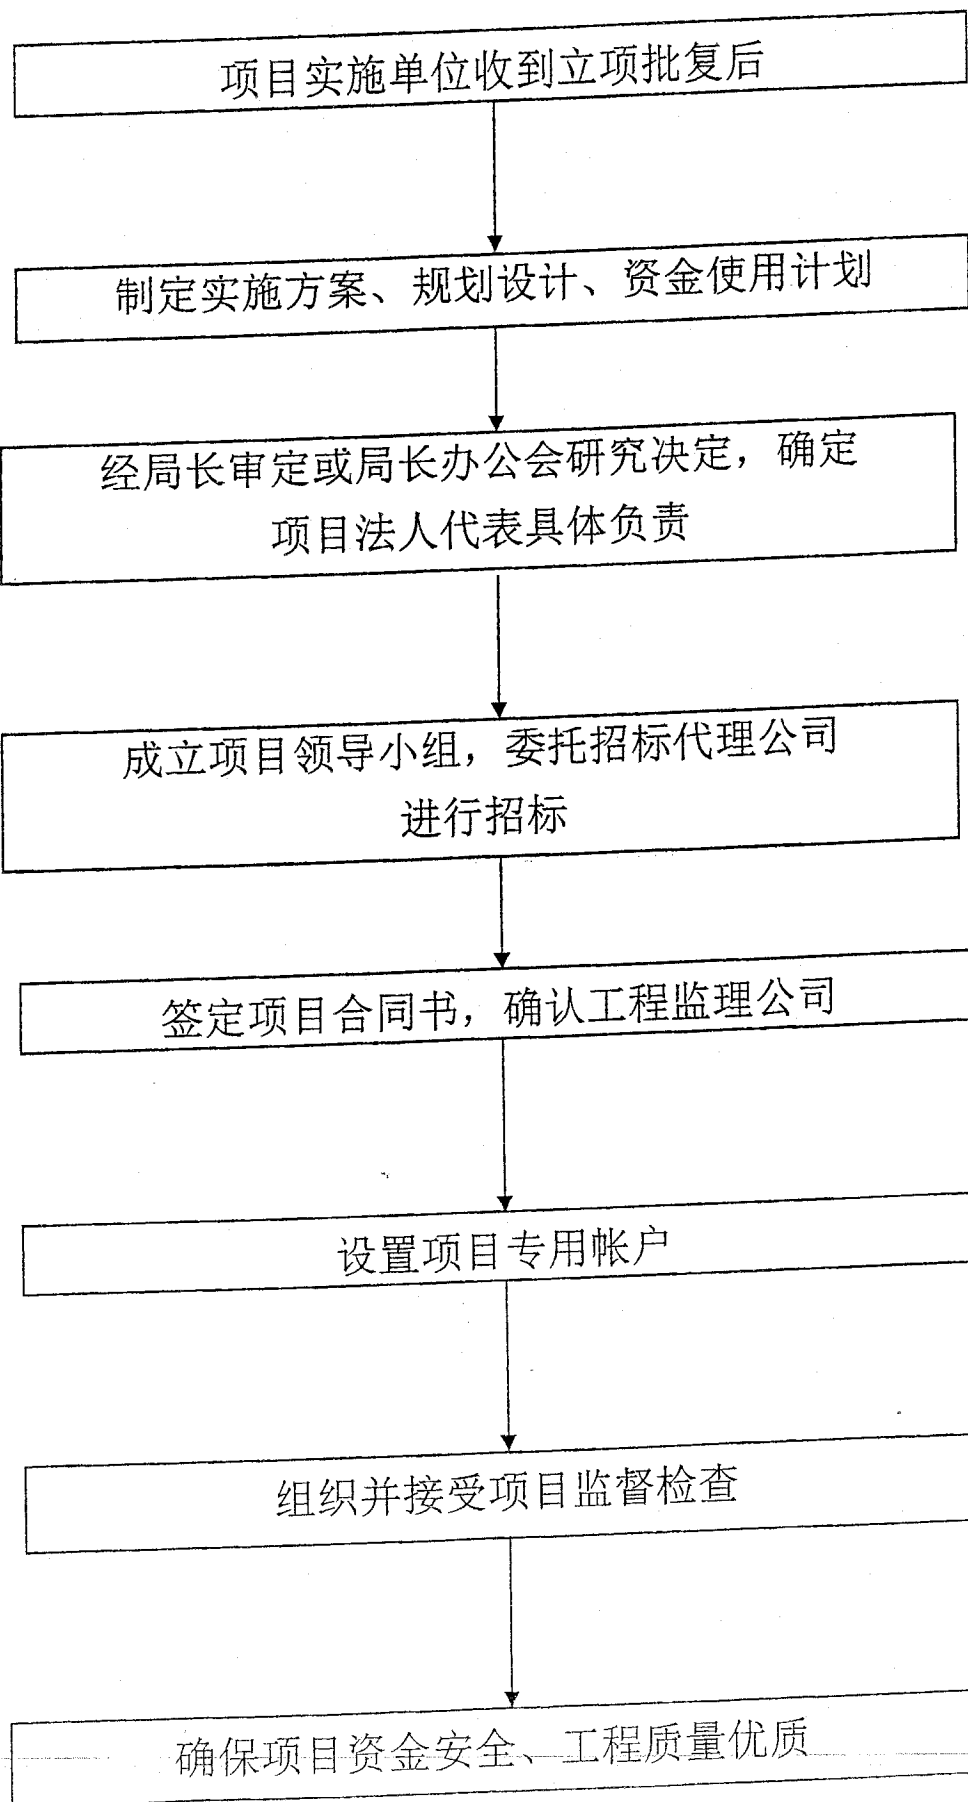 项目实施单位收到立项批复后
制定实施方案、规划设计、资金使用计划
经局长审定或局长办公会研究决定，确定
项目法人代表具体负责
成立项目领导小组，委托招标代理公司
进行招标
签定项目合同书，确认工程监理公司
设置项目专用帐户
组织并接受项目监督检查
确保项目资金安全、工程质量优质